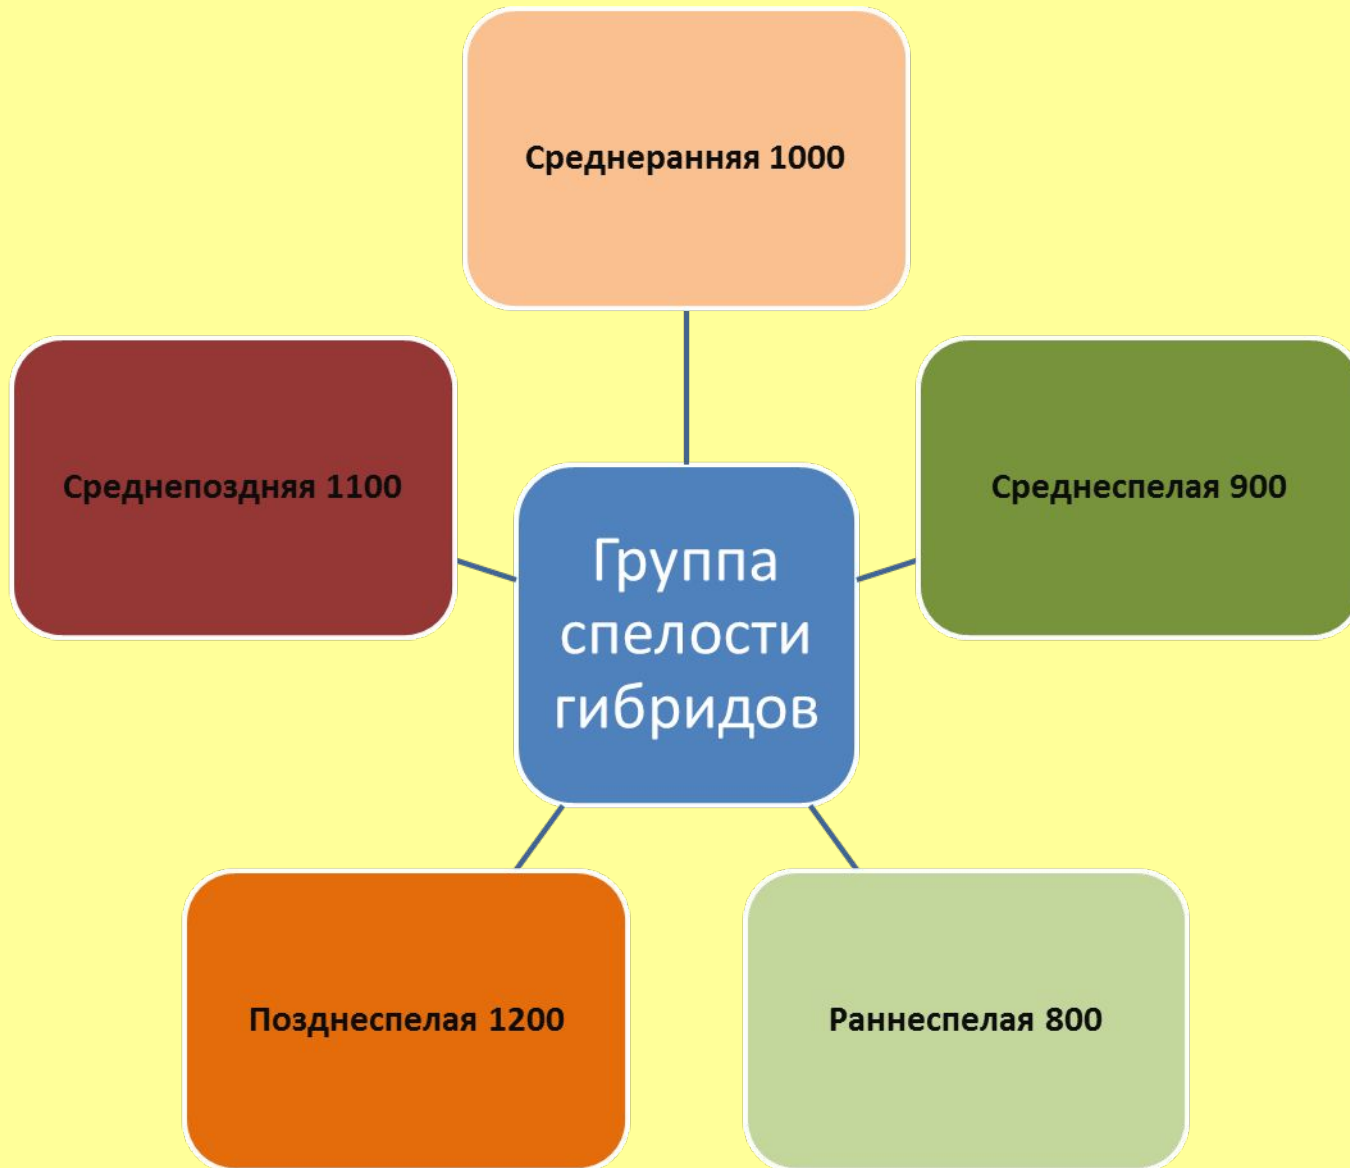 Среднеранняя 1000
Среднепоздняя 1100
Среднеспелая 900
Группа
спелости
гибридов
Позднеспелая 1200
Раннеспелая 800